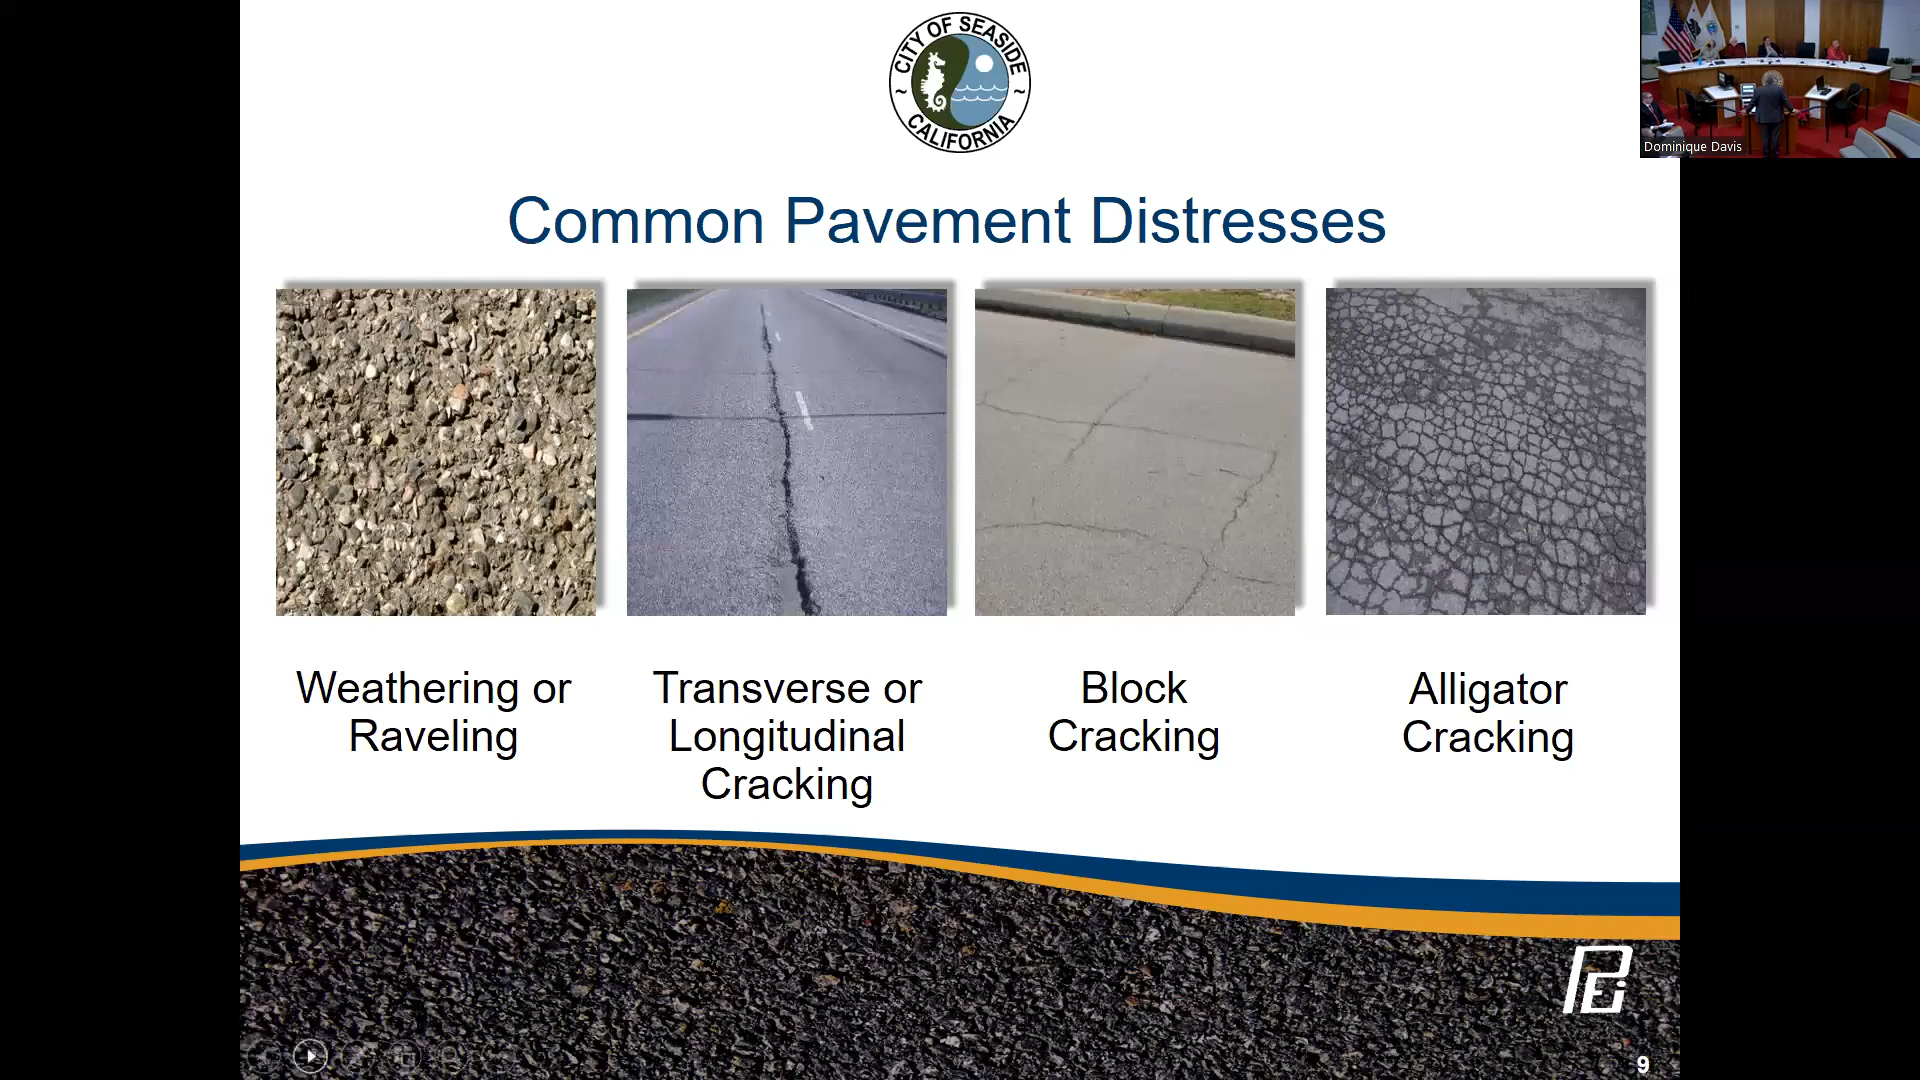 CITY OF SEASIDE
~ ~
CALIFORNIA
Dominique Davis
Common Pavement Distresses
Weathering or
Raveling
Transverse or
Longitudinal
Cracking
Block
Cracking
Alligator
Cracking
PEi
9